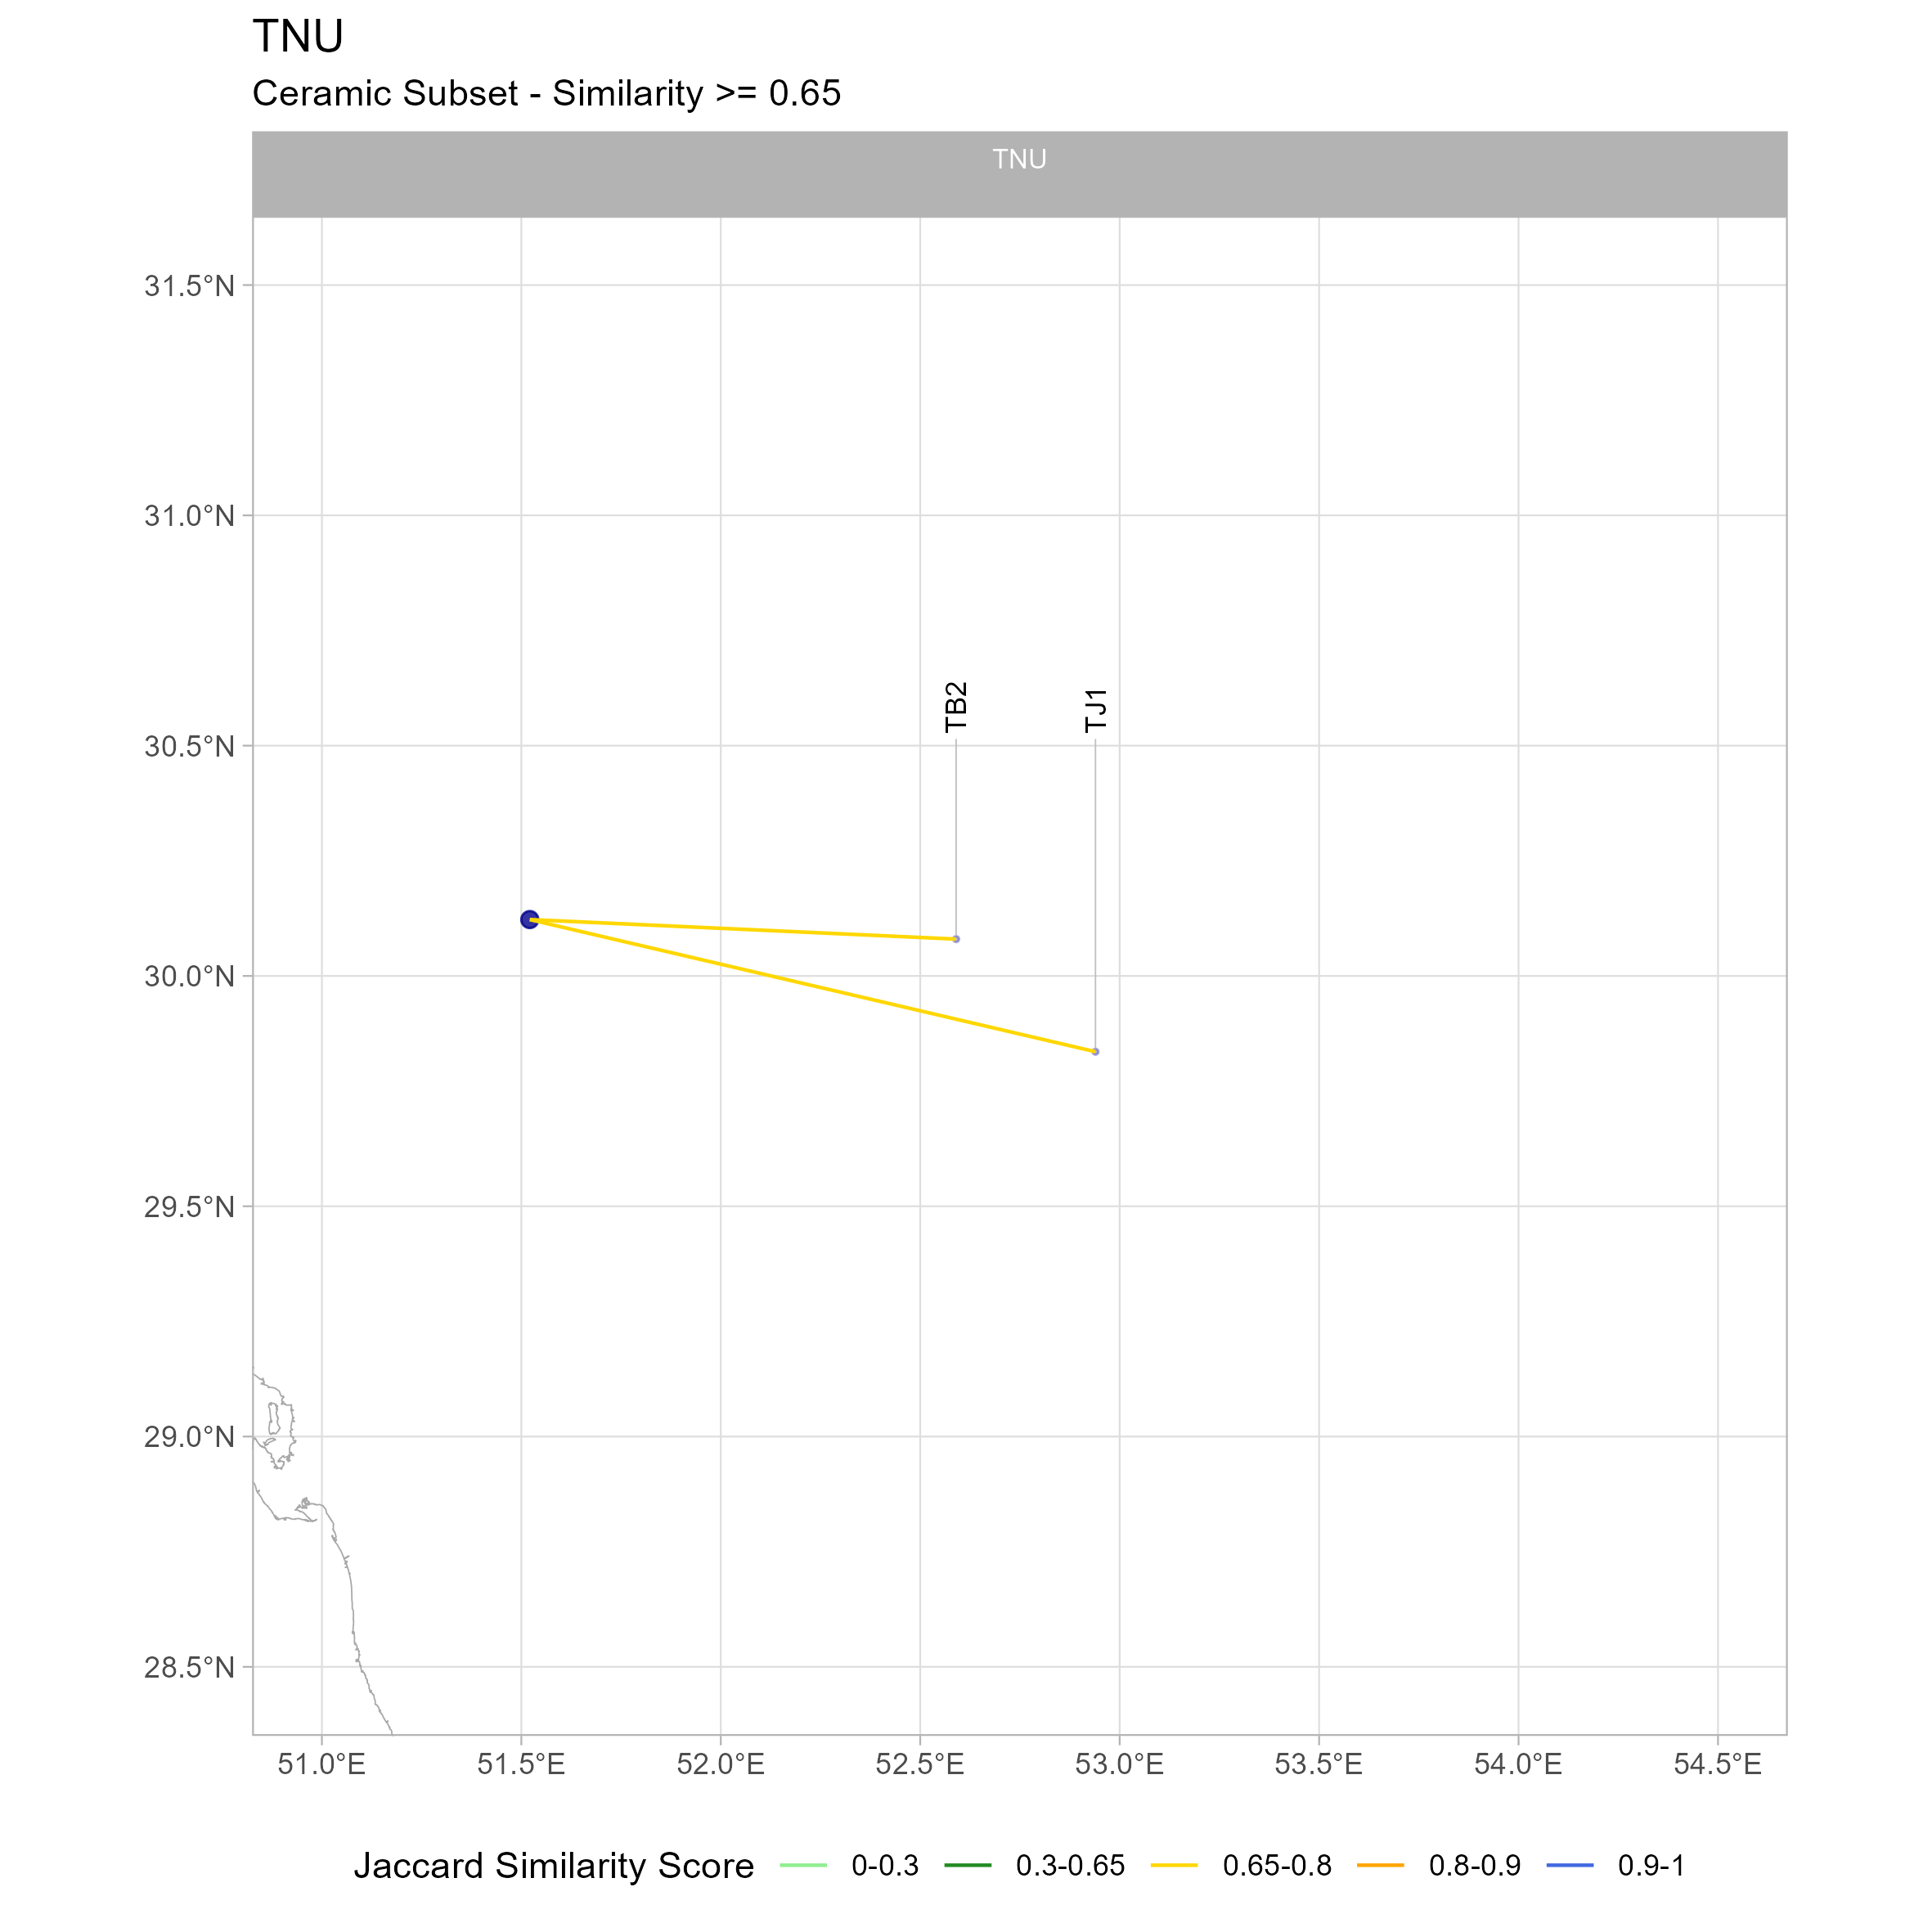 TNU
Ceramic Subset - Similarity >= 0.65
TNU
31.5°N
31.0°N
30.5°N
30.0°N
29.5°N
29.0°N
28.5°N
TB2
TJ1
51.0°E 51.5°E 52.0°E 52.5°E 53.0°E 53.5°E 54.0°E 54.5°E
Jaccard Similarity Score 0-0.3 0.3-0.65 0.65-0.8 0.8-0.9 0.9-1